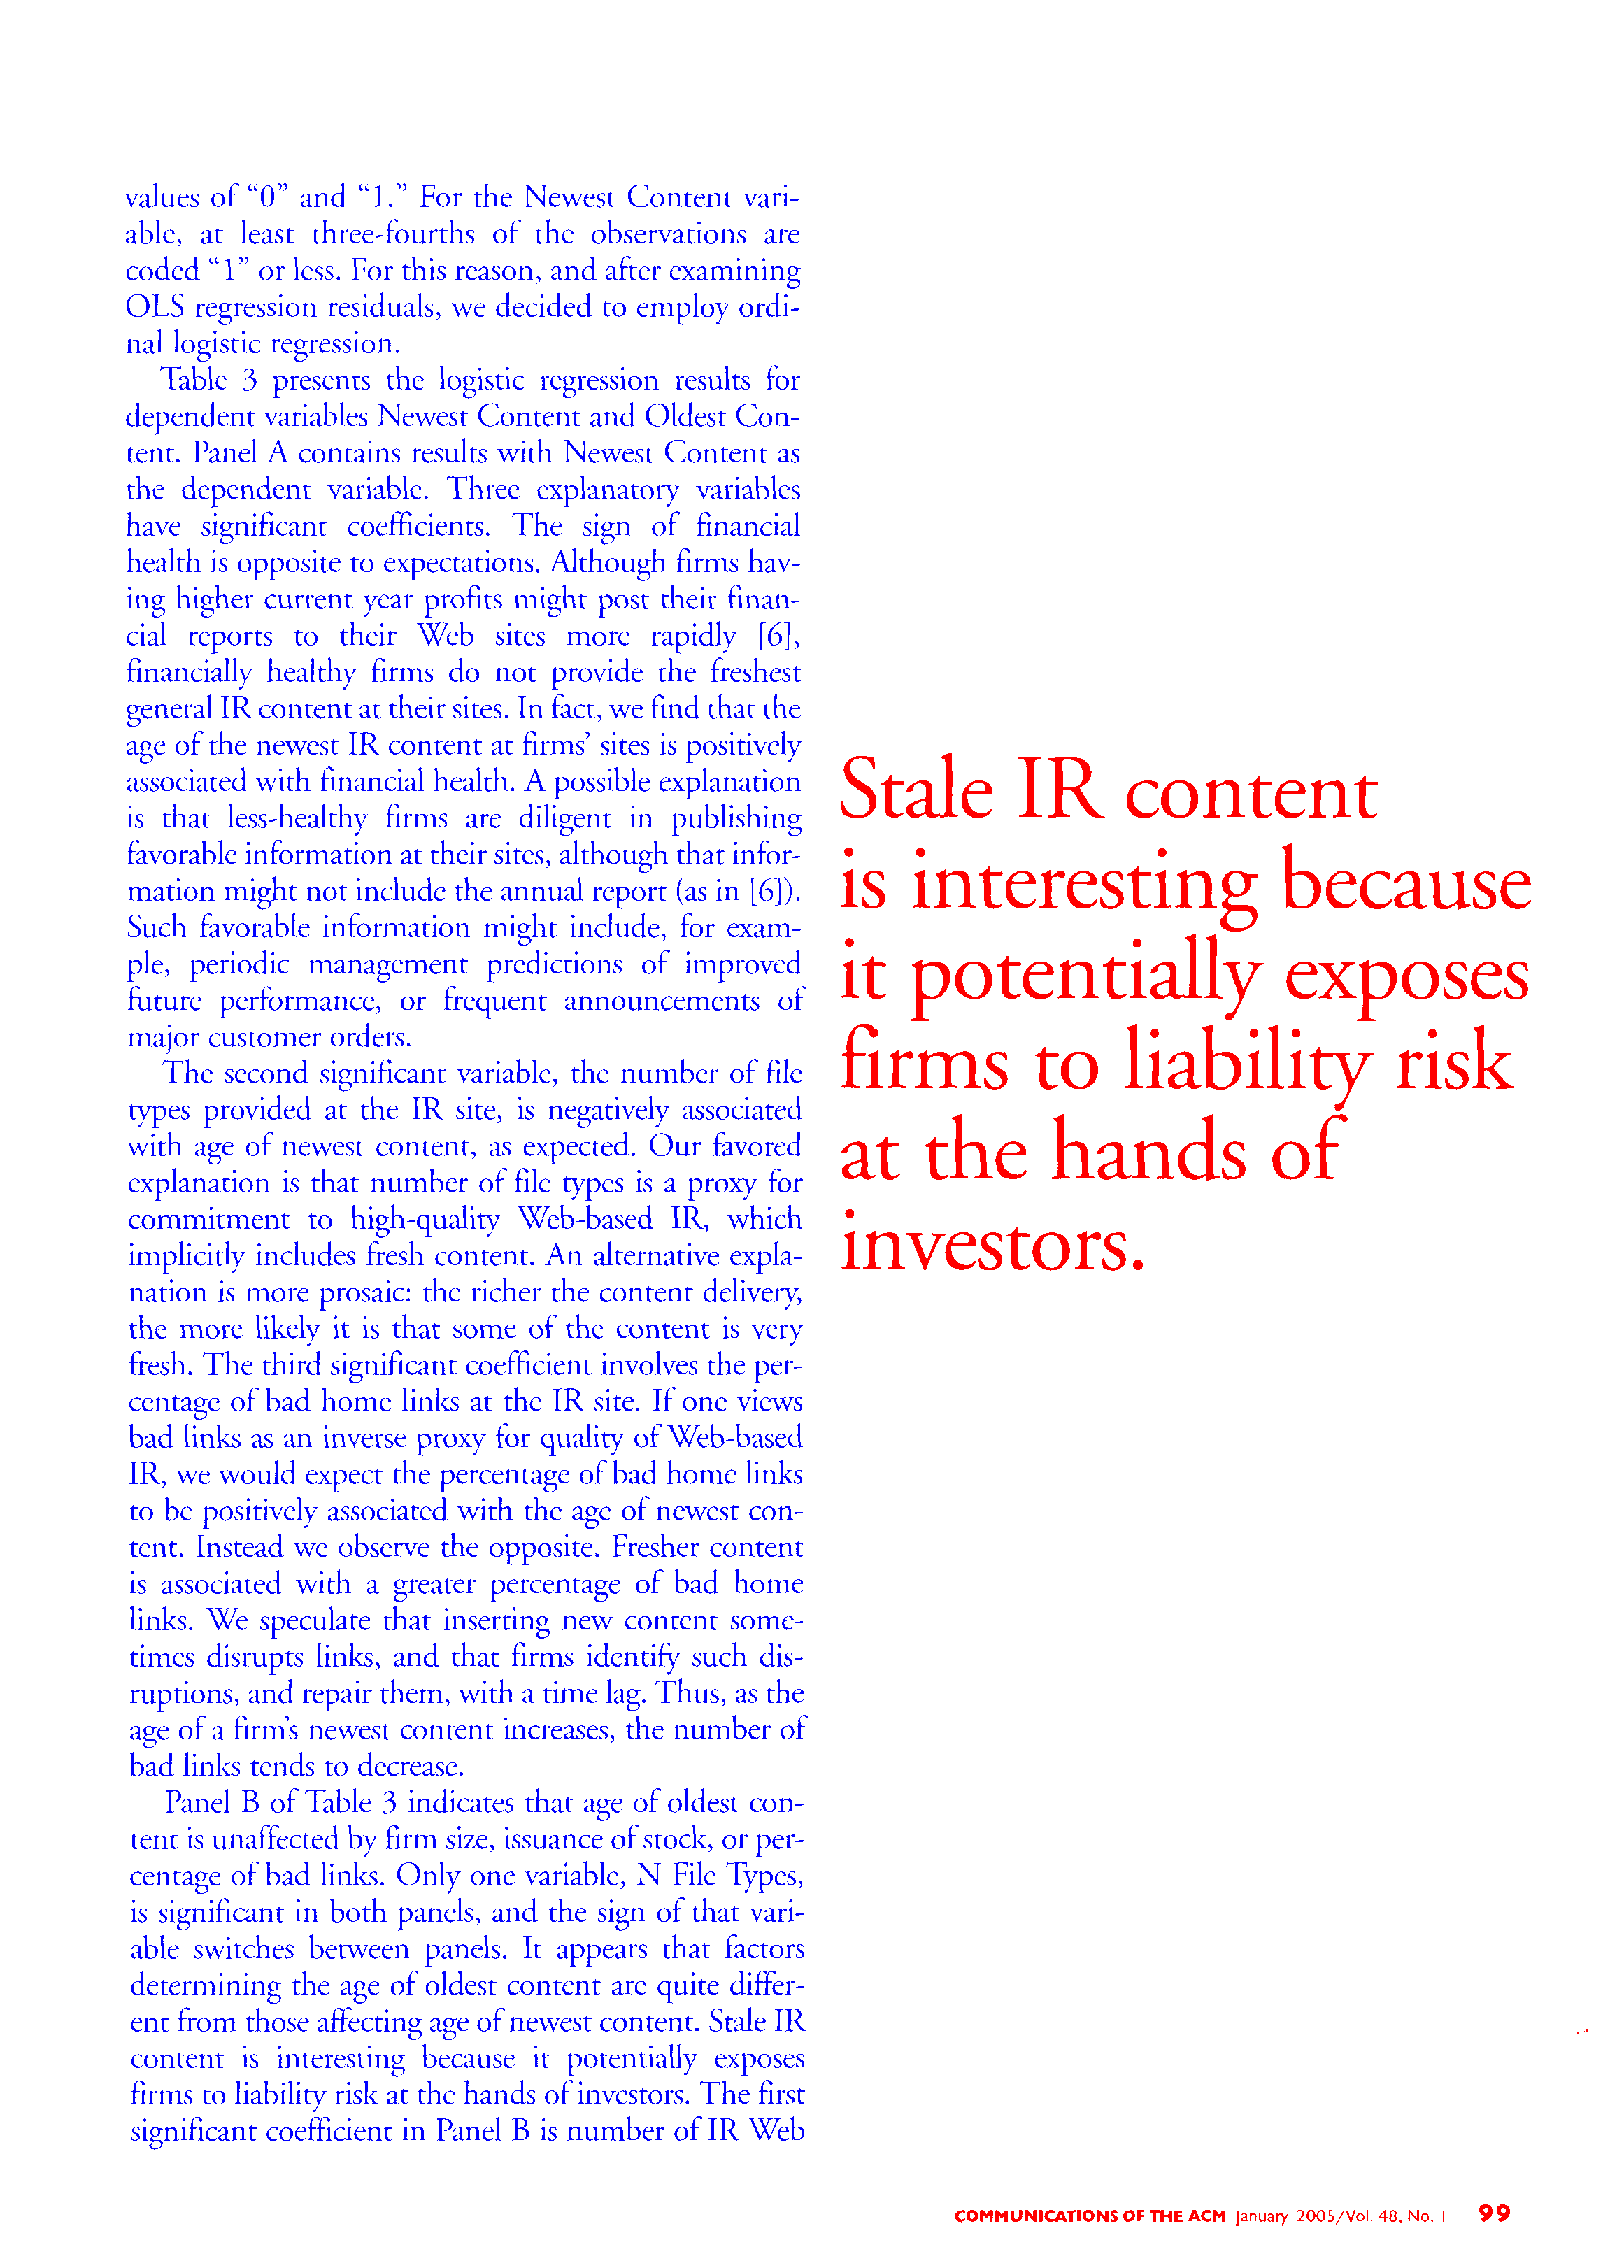 values of “0” and “1.” For the Newest Content vari-
able, at least three-fourths of the observations are
coded “1” or less. For this reason, and after examining
OLS regression residuals, we decided to employ ordi-
nal logistic regression.
Table 3 presents the logistic regression results for
dependent variables Newest Content and Oldest Con-
tent. Panel A contains results with Newest Content as
the dependent variable. Three explanatory variables
have significant coefficients. The sign of financial
health is opposite to expectations. Although firms hav-
ing higher current year profits might post their finan-
cial reports to their Web sites more rapidly [6],
financially healthy firms do not provide the freshest
general IR content at their sites. In fact, we find that the
age of the newest IR content at firms’ sites is positively
associated with financial health. A possible explanation
is that less-healthy firms are diligent in publishing
favorable information at their sites, although that infor-
mation might not include the annual report (as in [6]).
Such favorable information might include, for exam-
ple, periodic management predictions of improved
future performance, or frequent announcements of
major customer orders.
The second significant variable, the number of file
types provided at the IR site, is negatively associated
with age of newest content, as expected. Our favored
explanation is that number of file types is a proxy for
commitment to high-quality Web-based IR, which
implicitly includes fresh content. An alternative expla-
nation is more prosaic: the richer the content delivery,
the more likely it is that some of the content is very
fresh. The third significant coefficient involves the per-
centage of bad home links at the IR site. If one views
bad links as an inverse proxy for quality of Web-based
IR, we would expect the percentage of bad home links
to be positively associated with the age of newest con-
tent. Instead we observe the opposite. Fresher content
is associated with a greater percentage of bad home
links. We speculate that inserting new content some-
times disrupts links, and that firms identify such dis-
ruptions, and repair them, with a time lag. Thus, as the
age of a firm’s newest content increases, the number of
bad links tends to decrease.
Panel B of Table 3 indicates that age of oldest con-
tent is unaffected by firm size, issuance of stock, or per-
centage of bad links. Only one variable, N File Types,
is significant in both panels, and the sign of that vari-
able switches between panels. It appears that factors
determining the age of oldest content are quite differ-
ent from those affecting age of newest content. Stale IR
content is interesting because it potentially exposes
firms to liability risk at the hands of investors. The first
significant coefficient in Panel B is number of IR Web
Stale IR content
is interesting because
it potentially exposes
firms to liability risk
at the hands of
investors.
COMMUNICATIONS OF THE ACM January 2005/Vol. 48, No. 1 99